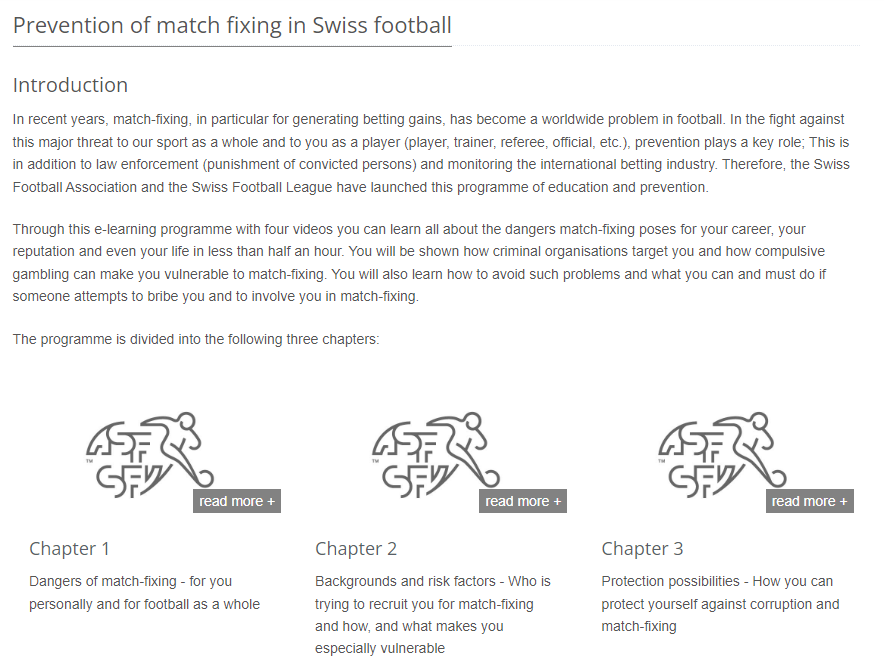 Prevention of match fixing in Swiss football
Introduction
In recent years, match-fixing, in particular for generating betting gains, has become a worldwide problem in football. In the fight against
this major threat to our sport as a whole and to you as a player (player, trainer, referee, official, etc.), prevention plays a key role; This is
in addition to law enforcement (punishment of convicted persons) and monitoring the international betting industry. Therefore, the Swiss
Football Association and the Swiss Football League have launched this programme of education and prevention.
Through this e-learning programme with four videos you can learn all about the dangers match-fixing poses for your career, your
reputation and even your life in less than half an hour. You will be shown how criminal organisations target you and how compulsive
gambling can make you vulnerable to match-fixing. You will also learn how to avoid such problems and what you can and must do if
someone attempts to bribe you and to involve you in match-fixing.
The programme is divided into the following three chapters:
ASF
SFV
TM
read more +
Chapter 1
Dangers of match-fixing - for you
personally and for football as a whole
ASF
SFV
TM
read more +
Chapter 2
Backgrounds and risk factors - Who is
trying to recruit you for match-fixing
and how, and what makes you
especially vulnerable
ASF
SFV
TM
read more +
Chapter 3
Protection possibilities - How you can
protect yourself against corruption and
match-fixing